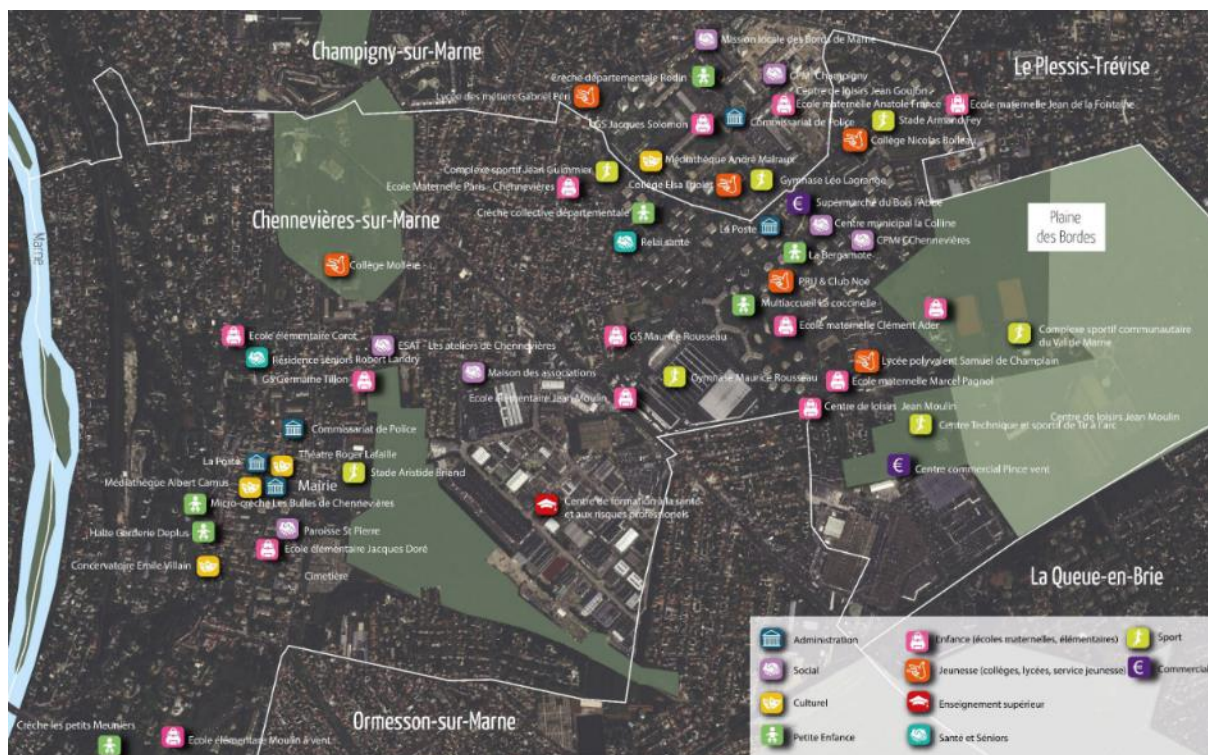 Champigny-sur-Marne
Mission locale des Bords de Marne
Le Plessis-Trévise
Crèche départementale Rodin
CPMI Champigny
Centre de loisirs Jean Goujon
Lycée des métiers Gabriel Péri
Ecole maternelle Anatole France
Ecole maternelle Jean de la Fontaine
GS Jacques Solomon
Commissariat de Police
Stade Armand Fey
Collège Nicolas Boileau
Médiathèque André Malraux
Complexe sportif Jean Guimmier
Ecole Maternelle Paris - Chennevières
Collège Elsa Triolet
Gymnase Léo Lagrange
Supermarché du Bois l'Abbé
Chennevières-sur-Marne
Crèche collective départementale
La Poste
Centre municipal la Colline
Plaine
des Bordes
Marne
Relai santé
CPMI Chennevières
La Bergamote
Collège Molière
PRU & Club Noé
Multiaccueil La coccinelle
Ecole maternelle Clément Ader
Ecole élémentaire Corot
ESAT - Les ateliers de Chennevières
GS Maurice Rousseau
Complexe sportif communautaire
du Val de Marne
Résidence séniors Robert Landry
Lycée polyvalent Samuel de Champlain
GS Germaine Tillon
Maison des associations
Gymnase Maurice Rousseau
Ecole maternelle Marcel Pagnol
Ecole élémentaire Jean Moulin
Centre de loisirs Jean Moulin
Centre de loisirs Jean Moulin
Centre Technique et sportif de Tir à l'arc
Commissariat de Police
La Poste
Théatre Roger Lafaille
Stade Aristide Briand
Centre commercial Pince vent
Médiathèque Albert Camus
Mairie
Micro-crèche Les Bulles de Chennevières
Centre de formation à la santé
et aux risques professionels
Halte Garderie Deplus
Paroisse St Pierre
Ecole élémentaire Jacques Doré
Concervatoire Emile Villain
Cimetière
La Queue-en-Brie
Ormesson-sur-Marne
Crèche les petits Meuniers
Ecole élémentaire Moulin à vent
Administration
Enfance (écoles maternelles, élémentaires)
Sport
Social
Jeunesse (collèges, lycées, service jeunesse)
Commercial
Culturel
Enseignement supérieur
Petite Enfance
Santé et Séniors